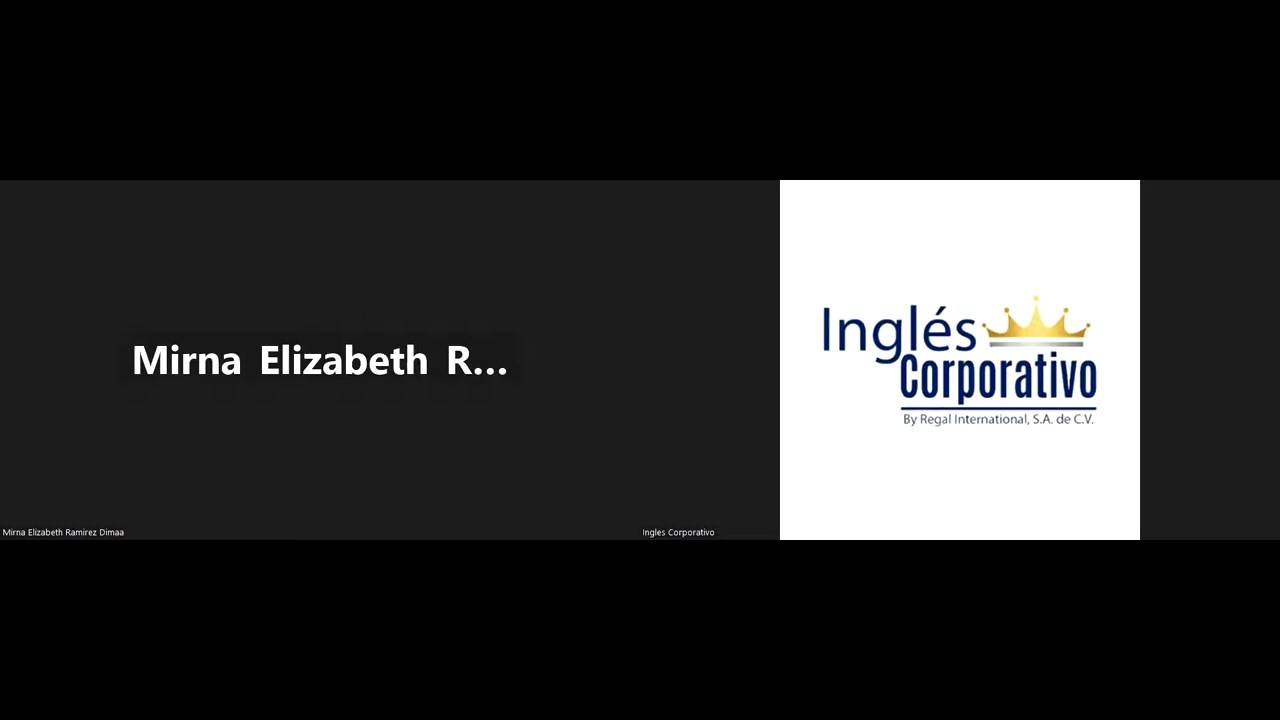 Mirna Elizabeth R...
Inglés
Corporativo
By Regal International, S.A. de C.V.
Mirna Elizabeth Ramirez Dimaa
Ingles Corporativo